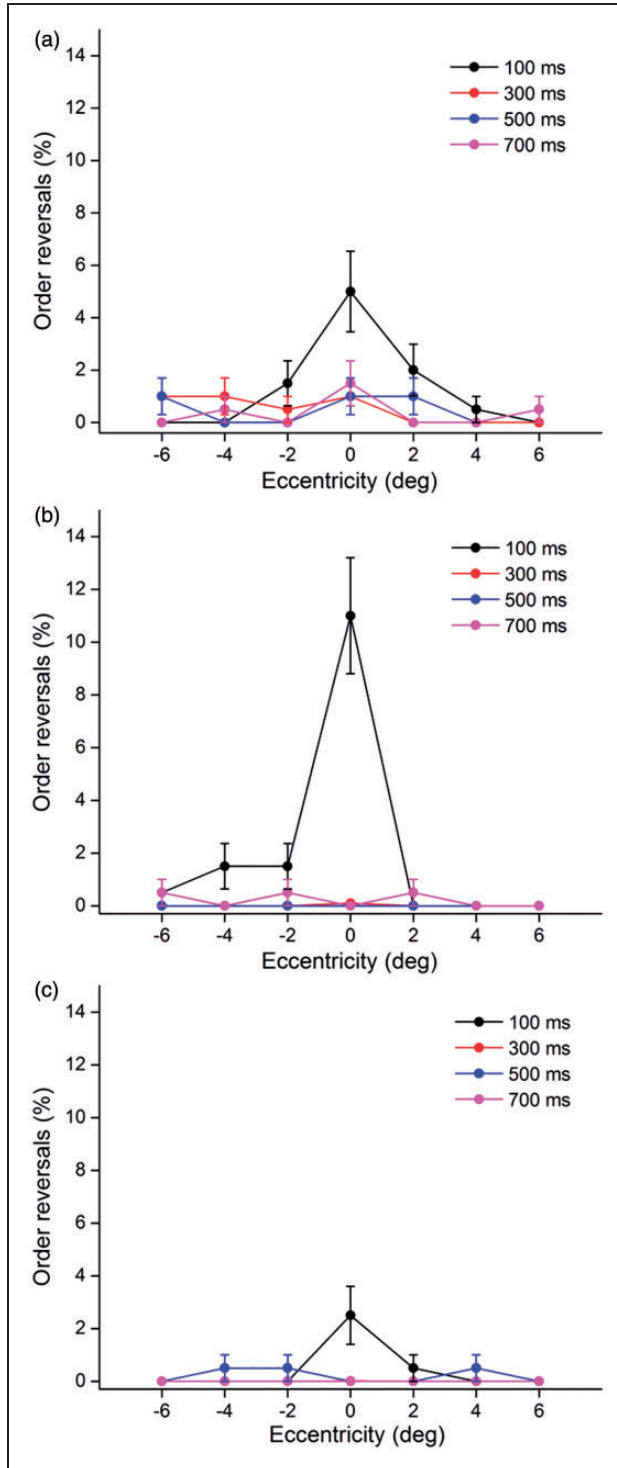 (a)
14
12
10
8
6
4
2
0
Order reversals (%)
100 ms
300 ms
500 ms
700 ms
-6 -4 -2 0 2 4 6
Eccentricity (deg)
(b)
14
12
10
8
6
4
2
0
Order reversals (%)
100 ms
300 ms
500 ms
700 ms
-6 -4 -2 0 2 4 6
Eccentricity (deg)
(c)
14
12
10
8
6
4
2
0
Order reversals (%)
100 ms
300 ms
500 ms
700 ms
-6 -4 -2 0 2 4 6
Eccentricity (deg)